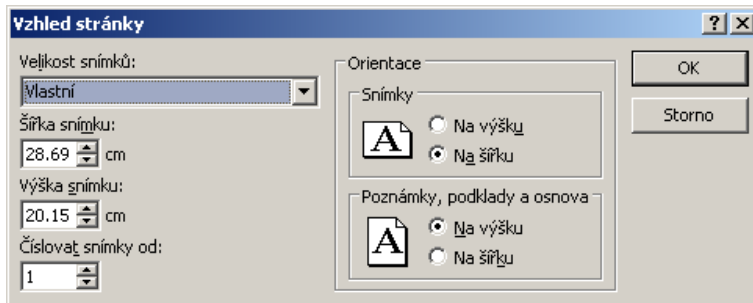 Vzhled stránky
Velikost snímků:
Vlastní
Šířka snímku:
28.69 cm
Výška snímku:
20.15 cm
Číslovat snímky od:
1
Orientace
Snímky
A
Na výšku
Na šířku
Poznámky, podklady a osnova
A
Na výšku
Na šířku
OK
Storno